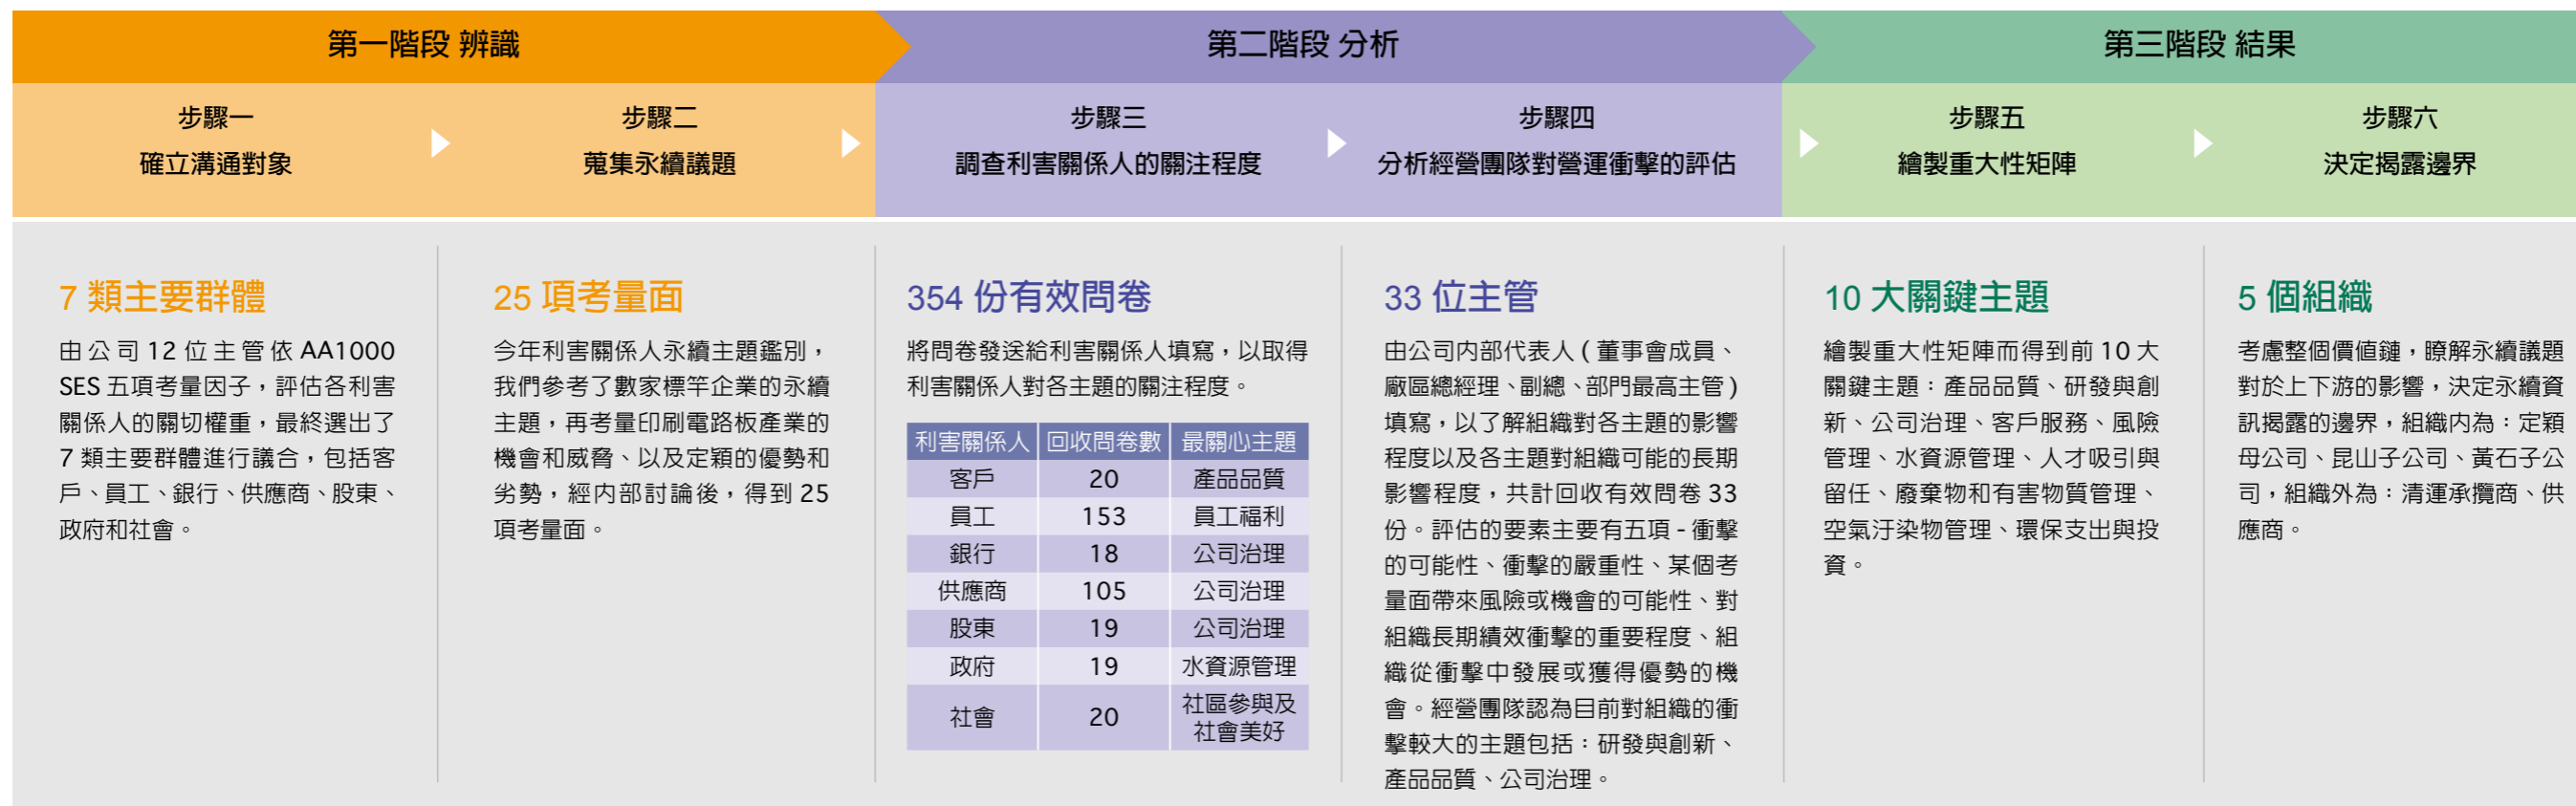 第一階段 辨識
第二階段 分析
第三階段 結果
步驟一
確立溝通對象
步驟二
蒐集永續議題
步驟三
調查利害關係人的關注程度
步驟四
分析經營團隊對營運衝擊的評估
步驟五
繪製重大性矩陣
步驟六
決定揭露邊界
7 類主要群體
由公司 12 位主管依 AA1000
SES 五項考量因子，評估各利害
關係人的關切權重，最終選出了
7 類主要群體進行議合，包括客
戶、員工、銀行、供應商、股東、
政府和社會。
25 項考量面
今年利害關係人永續主題鑑別，
我們參考了數家標竿企業的永續
主題，再考量印刷電路板產業的
機會和威脅、以及定穎的優勢和
劣勢，經內部討論後，得到 25
項考量面。
354 份有效問卷
將問卷發送給利害關係人填寫，以取得
利害關係人對各主題的關注程度。
利害關係人 回收問卷數 最關心主題
客戶 20 產品品質
員工 153 員工福利
銀行 18 公司治理
供應商 105 公司治理
股東 19 公司治理
政府 19 水資源管理
社會 20 社區參與及
社會美好
33 位主管
由公司內部代表人 ( 董事會成員、
廠區總經理、副總、部門最高主管 )
填寫，以了解組織對各主題的影響
程度以及各主題對組織可能的長期
影響程度，共計回收有效問卷 33
份。評估的要素主要有五項 - 衝擊
的可能性、衝擊的嚴重性、某個考
量面帶來風險或機會的可能性、對
組織長期績效衝擊的重要程度、組
織從衝擊中發展或獲得優勢的機
會。經營團隊認為目前對組織的衝
擊較大的主題包括：研發與創新、
產品品質、公司治理。
10 大關鍵主題
繪製重大性矩陣而得到前 10 大
關鍵主題：產品品質、研發與創
新、公司治理、客戶服務、風險
管理、水資源管理、人才吸引與
留任、廢棄物和有害物質管理、
空氣汙染物管理、環保支出與投
資。
5 個組織
考慮整個價值鏈，瞭解永續議題
對於上下游的影響，決定永續資
訊揭露的邊界，組織內為：定穎
母公司、昆山子公司、黃石子公
司，組織外為：清運承攬商、供
應商。